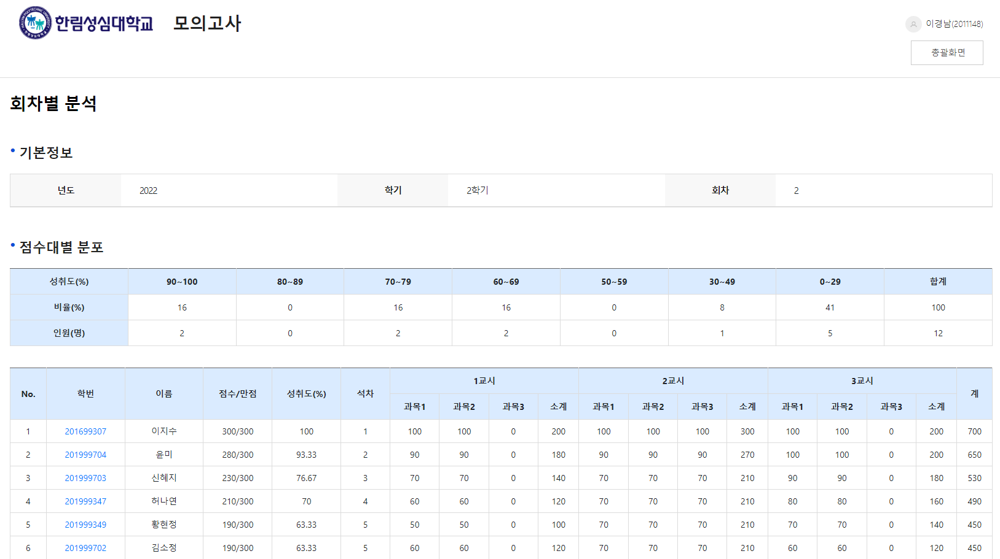 한림성심대학교 모의고사
이경남(2011148)
총괄화면
회차별 분석
기본정보
년도 2022 학기 2학기 회차 2
점수대별 분포
성취도(%) 90~100 80~89 70~79 60~69 50~59 30~49 0~29 합계
비율(%) 16 0 16 16 0 8 41 100
인원(명) 2 0 2 2 0 1 5 12
No. 학번 이름 점수/만점 성취도(%) 석차 1교시 2교시 3교시 계
과목1 과목2 과목3 소계 과목1 과목2 과목3 소계 과목1 과목2 과목3 소계
1 201699307 이지수 300/300 100 1 100 100 0 200 100 100 100 300 100 100 0 200 700
2 201999704 윤미 280/300 93.33 2 90 90 0 180 90 90 90 270 100 100 0 200 650
3 201999703 신혜지 230/300 76.67 3 70 70 0 140 70 70 70 210 90 90 0 180 530
4 201999347 허나연 210/300 70 4 60 60 0 120 70 70 70 210 80 80 0 160 490
5 201999349 황현정 190/300 63.33 5 50 50 0 100 70 70 70 210 70 70 0 140 450
6 201999702 김소정 190/300 63.33 5 60 60 0 120 70 70 70 210 60 60 0 120 450